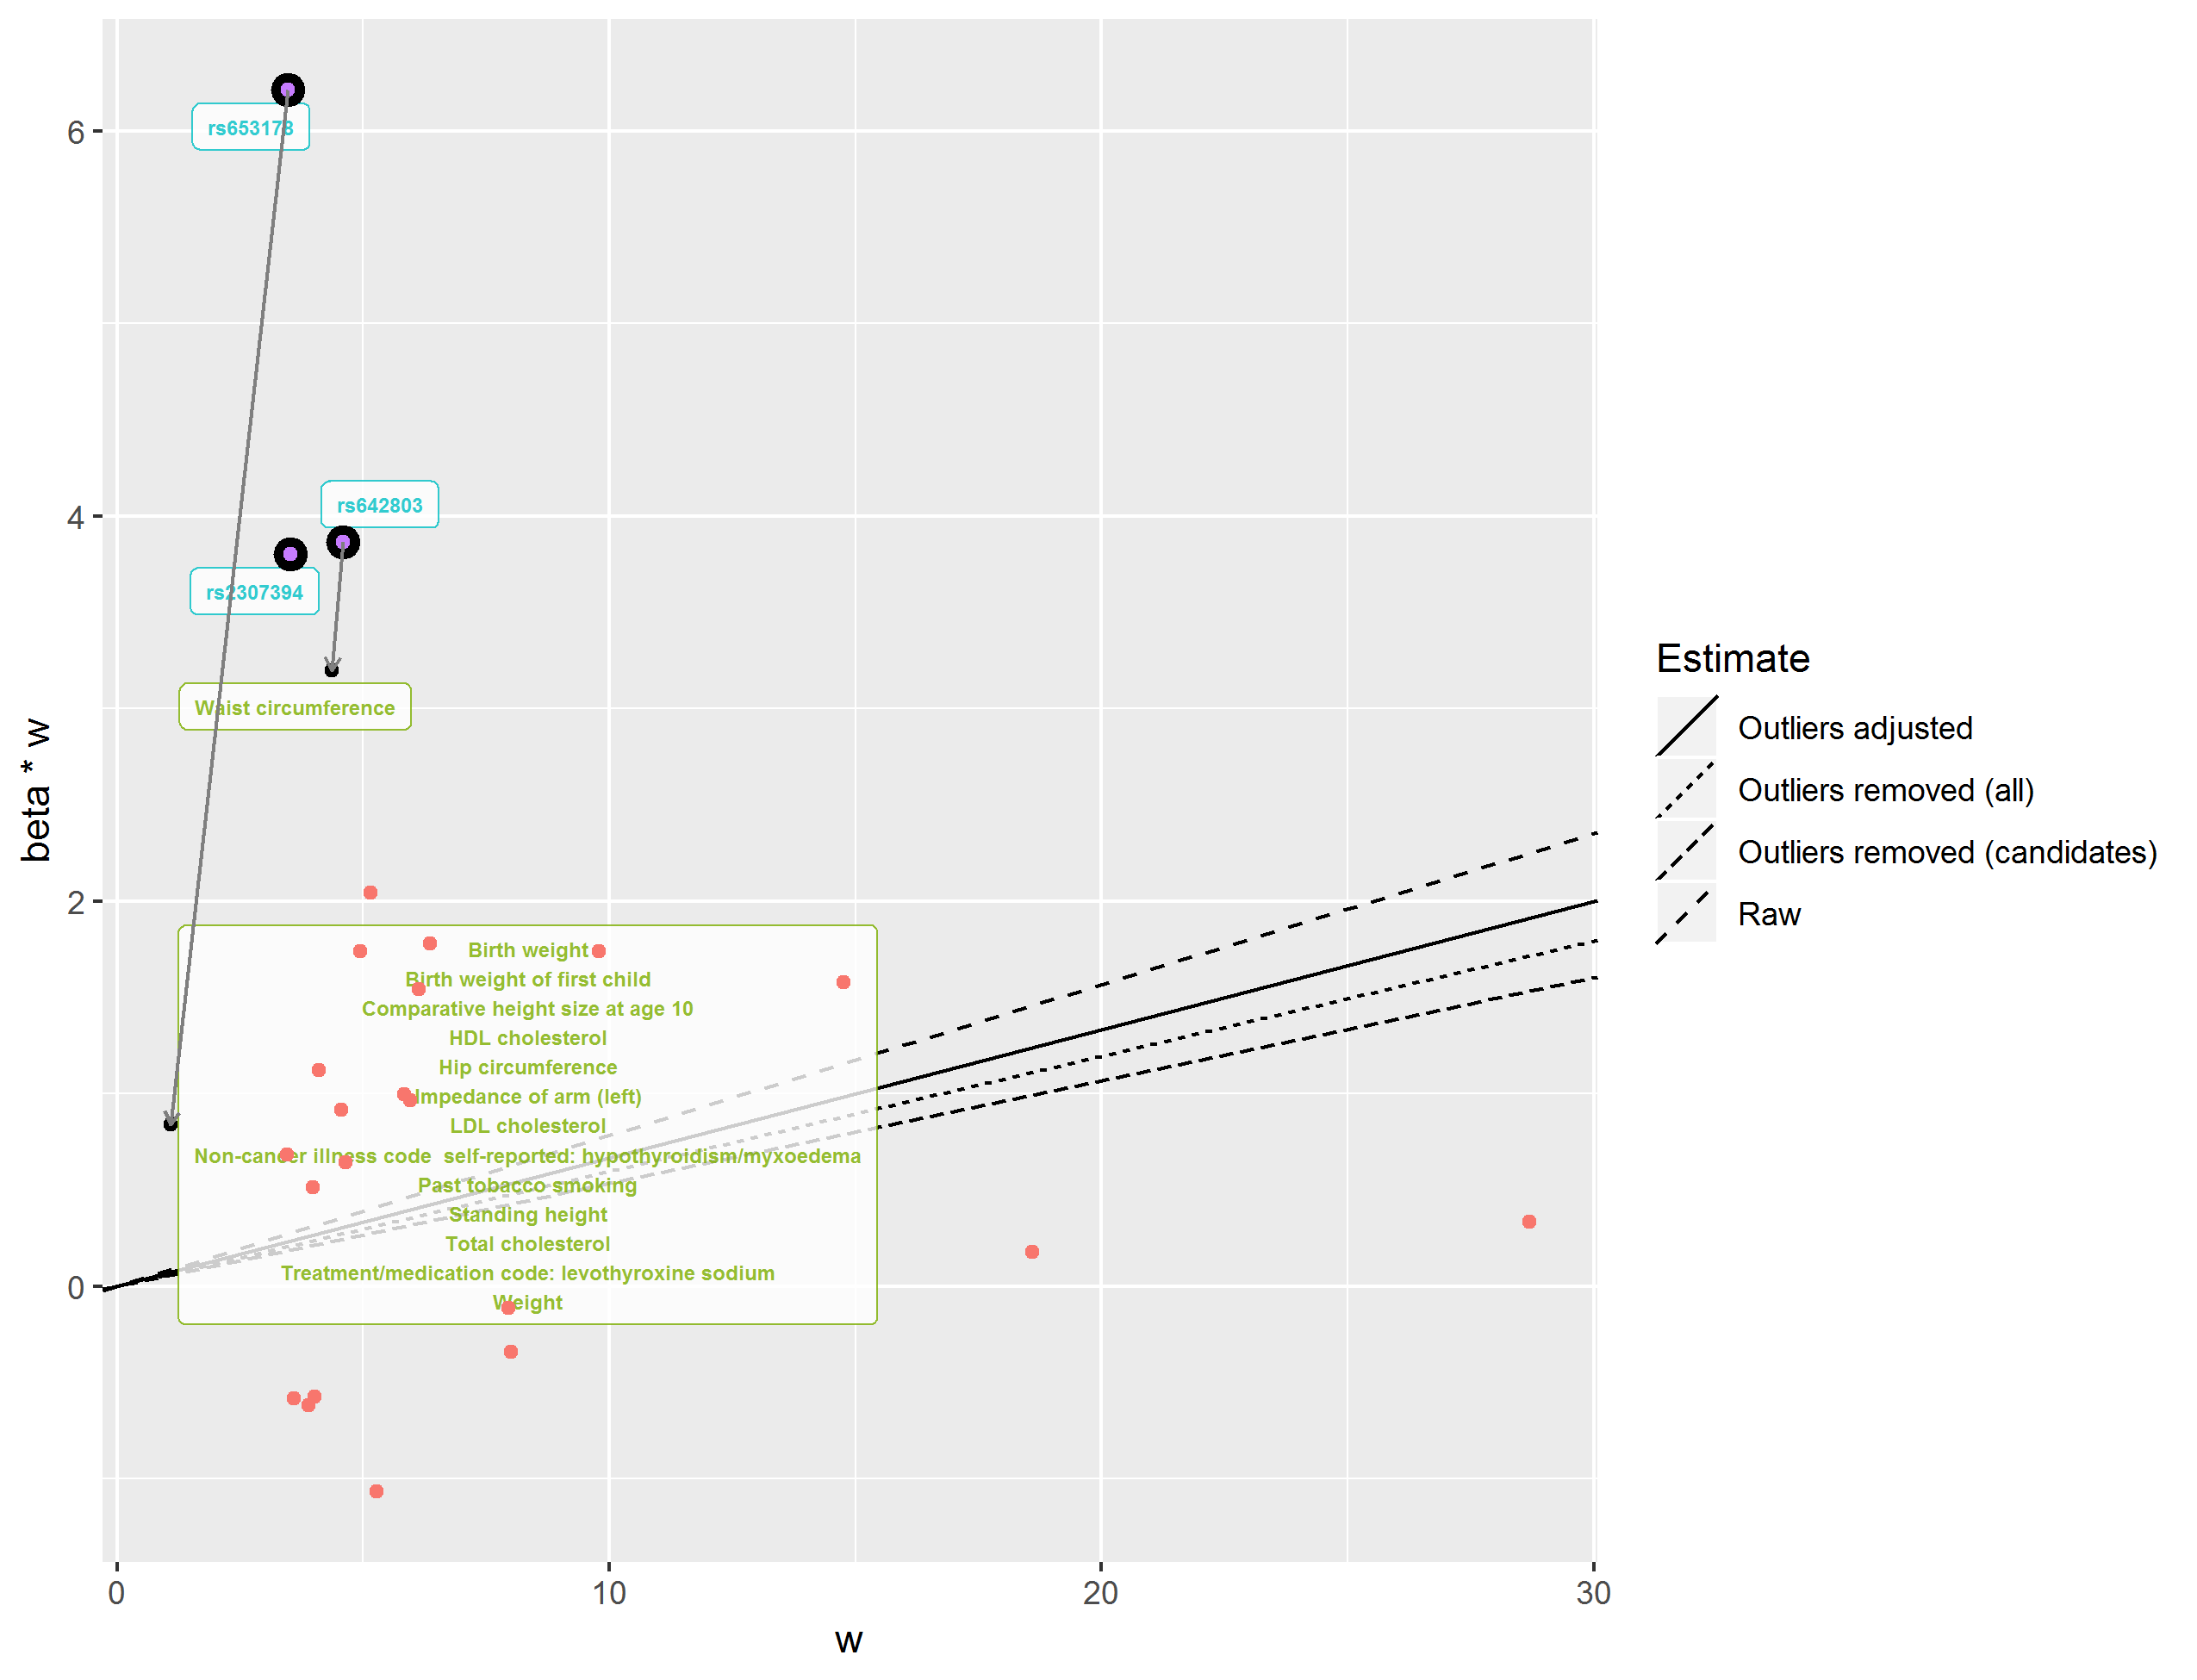 rs653178
rs642803
rs2307394
Waist circumference
Birth weight
Birth weight of first child
Comparative height size at age 10
HDL cholesterol
Hip circumference
Impedance of arm (left)
LDL cholesterol
Non-cancer illness code  self-reported: hypothyroidism/myxoedema
Past tobacco smoking
Standing height
Total cholesterol
Treatment/medication code: levothyroxine sodium
Weight
6
4
2
0
beta * w
0 10 20 30
w
Estimate
Outliers adjusted
Outliers removed (all)
Outliers removed (candidates)
Raw